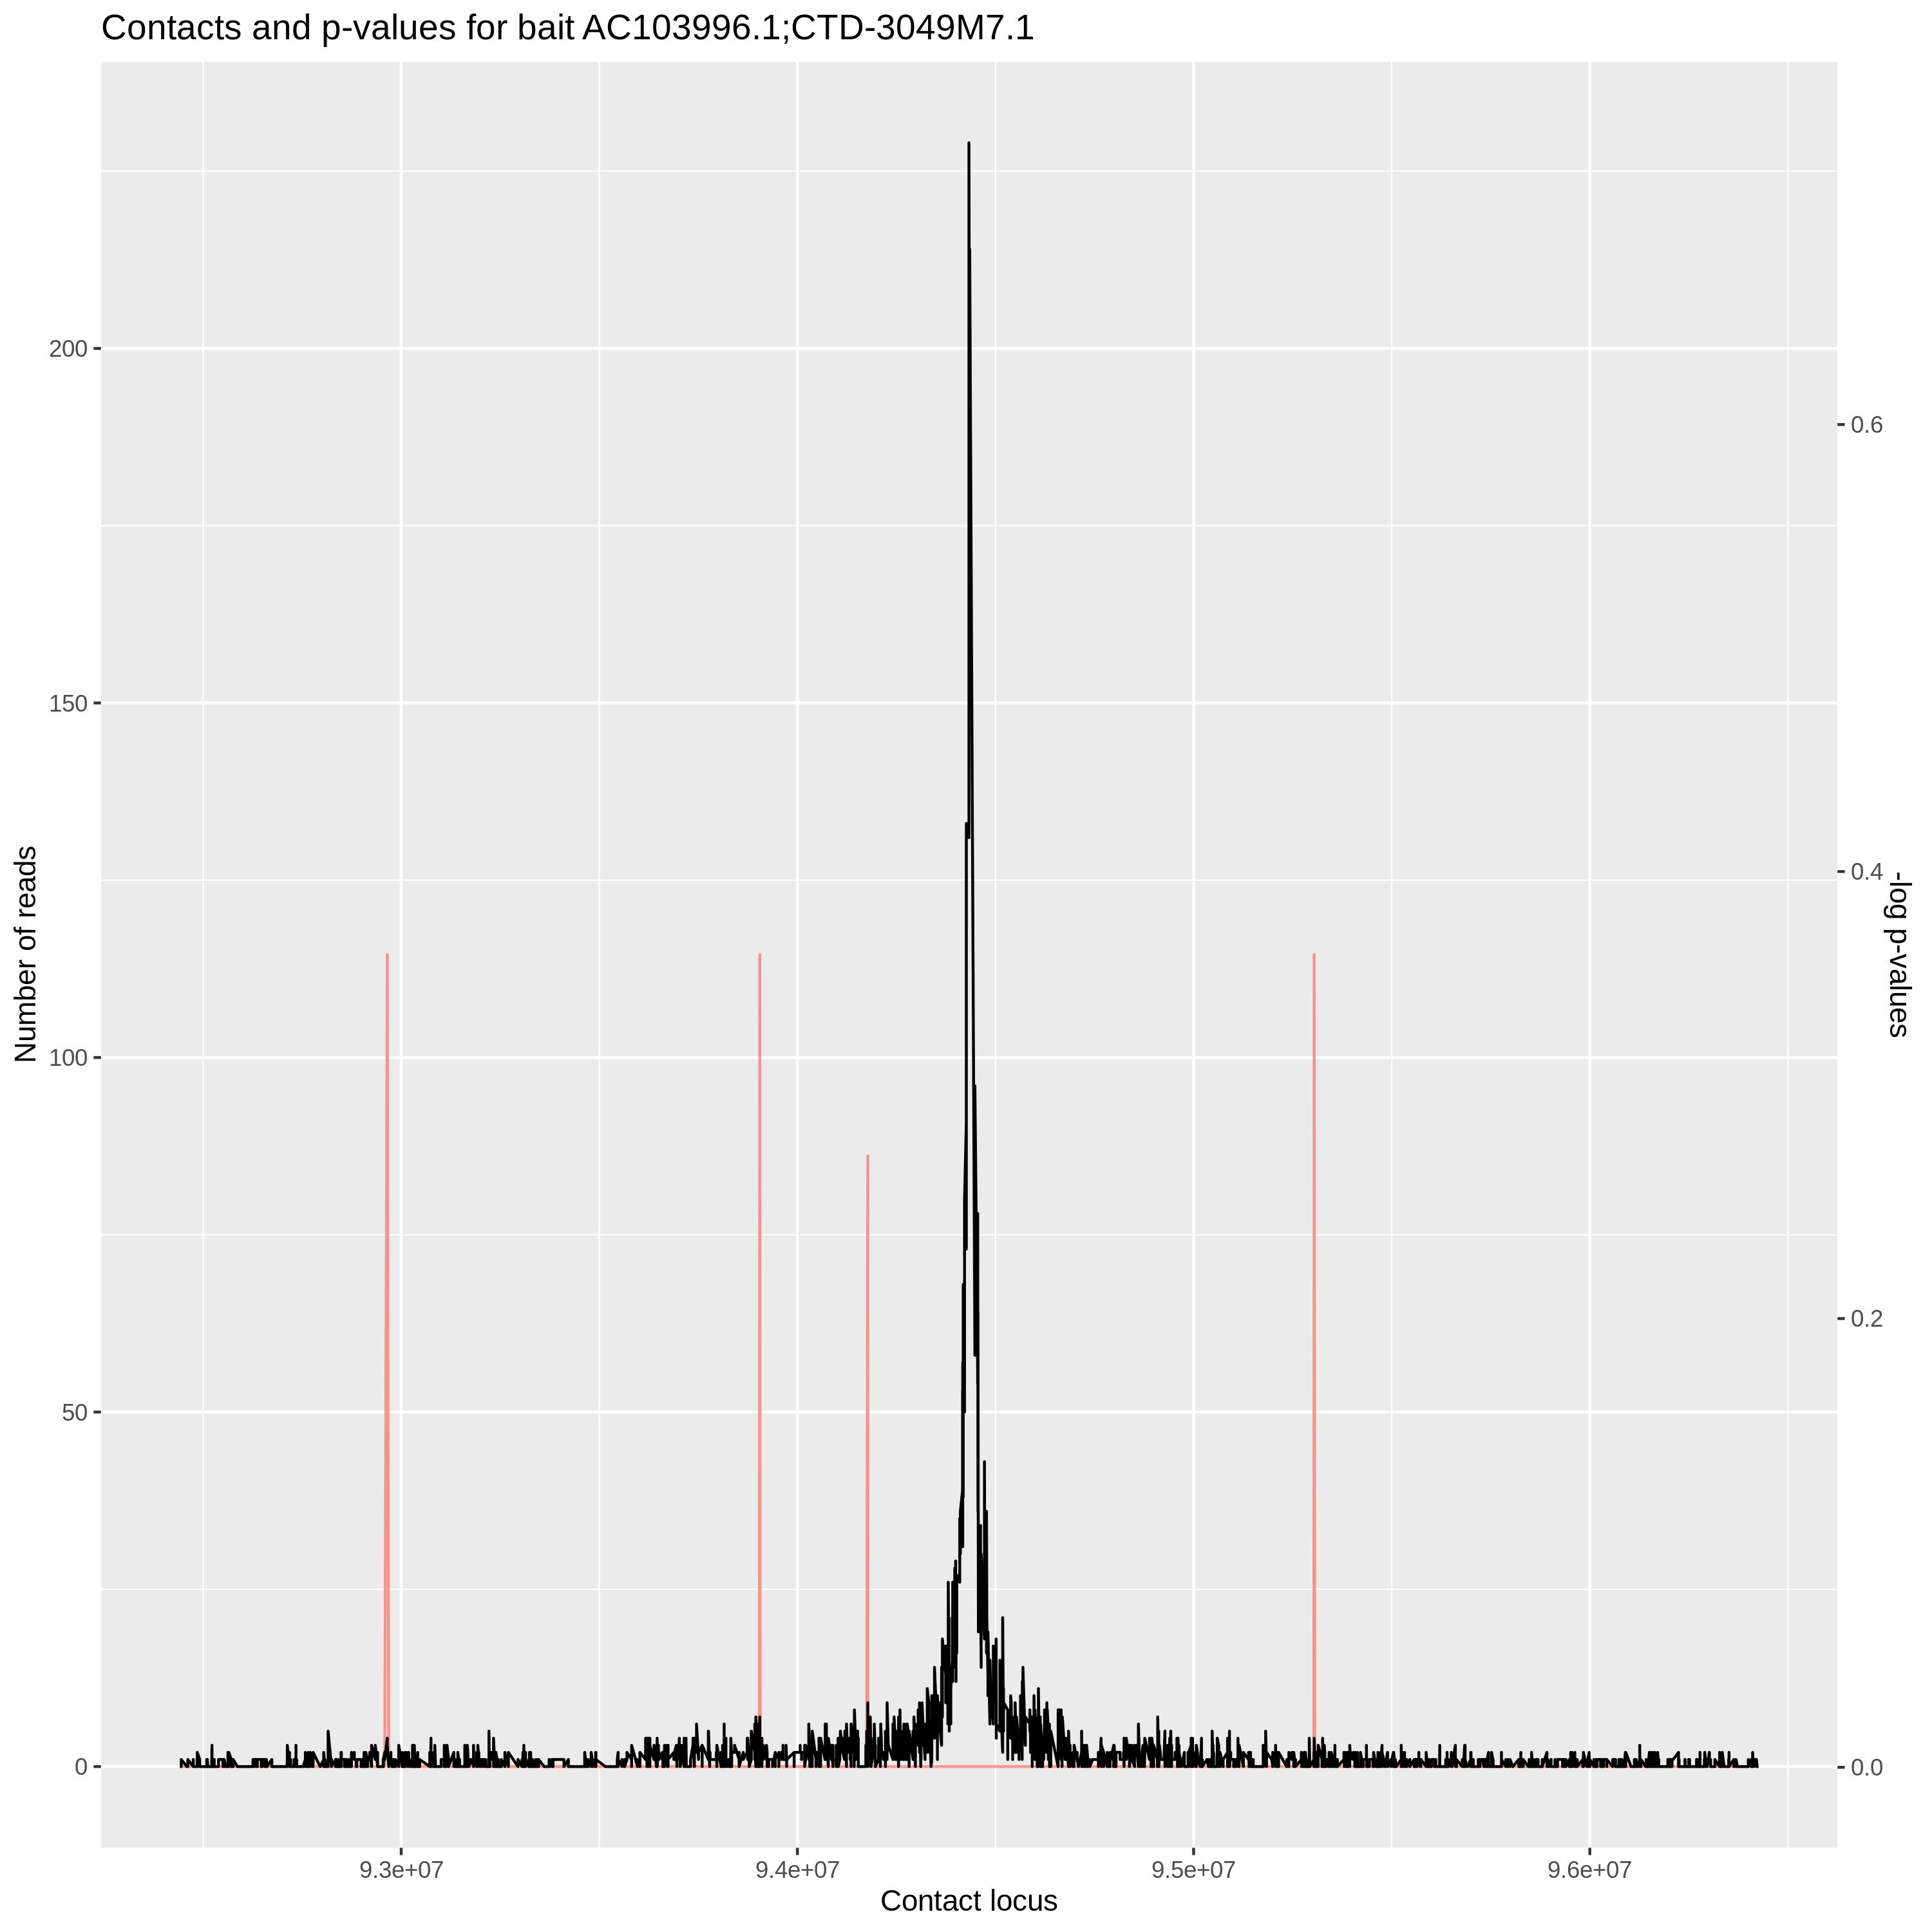 Contacts and p-values for bait AC103996.1;CTD-3049M7.1
Number of reads
200
150
100
50
0
0.6
0.4
0.2
0.0
-log p-values
9.3e+07
9.4e+07
9.5e+07
9.6e+07
Contact locus